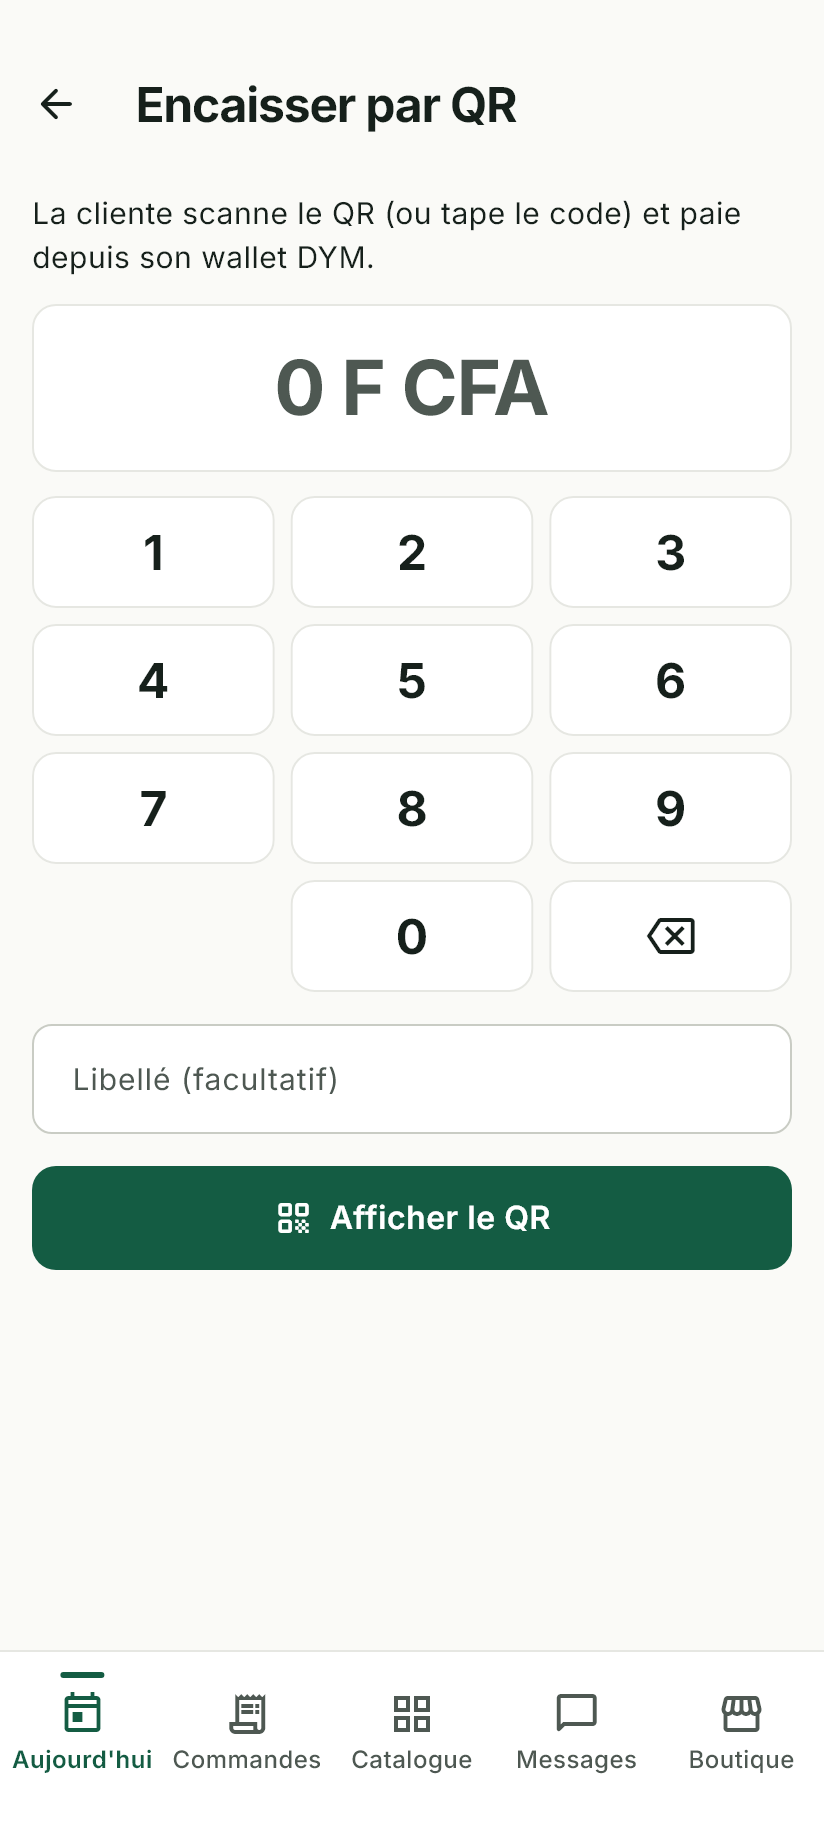 Encaisser par QR
La cliente scanne le QR (ou tape le code) et paie
depuis son wallet DYM.
0 F CFA
1 2 3
4 5 6
7 8 9
0
Libellé (facultatif)
Afficher le QR
Aujourd'hui Commandes Catalogue Messages Boutique